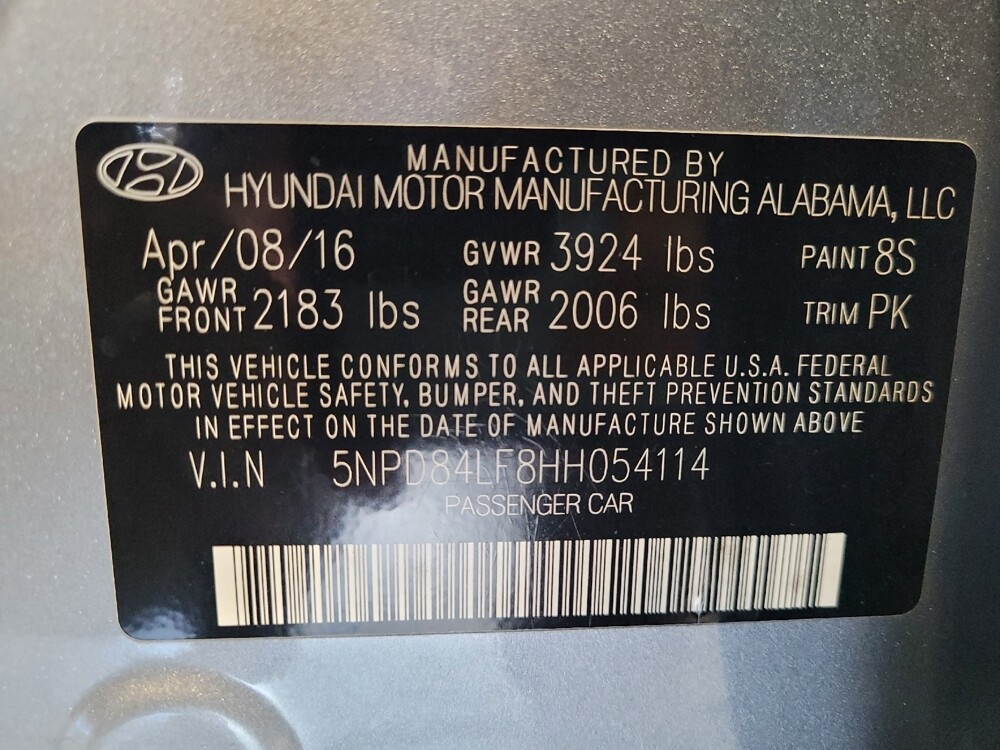 MANUFACTURED BY
HYUNDAI MOTOR MANUFACTURING ALABAMA, LLC
Apr/08/16 GVWR 3924 lbs PAINT 8S
GAWR FRONT 2183 lbs GAWR REAR 2006 lbs TRIM PK
THIS VEHICLE CONFORMS TO ALL APPLICABLE U.S.A. FEDERAL
MOTOR VEHICLE SAFETY, BUMPER, AND THEFT PREVENTION STANDARDS
IN EFFECT ON THE DATE OF MANUFACTURE SHOWN ABOVE
V.I.N 5NPD84LF8HH054114
PASSENGER CAR